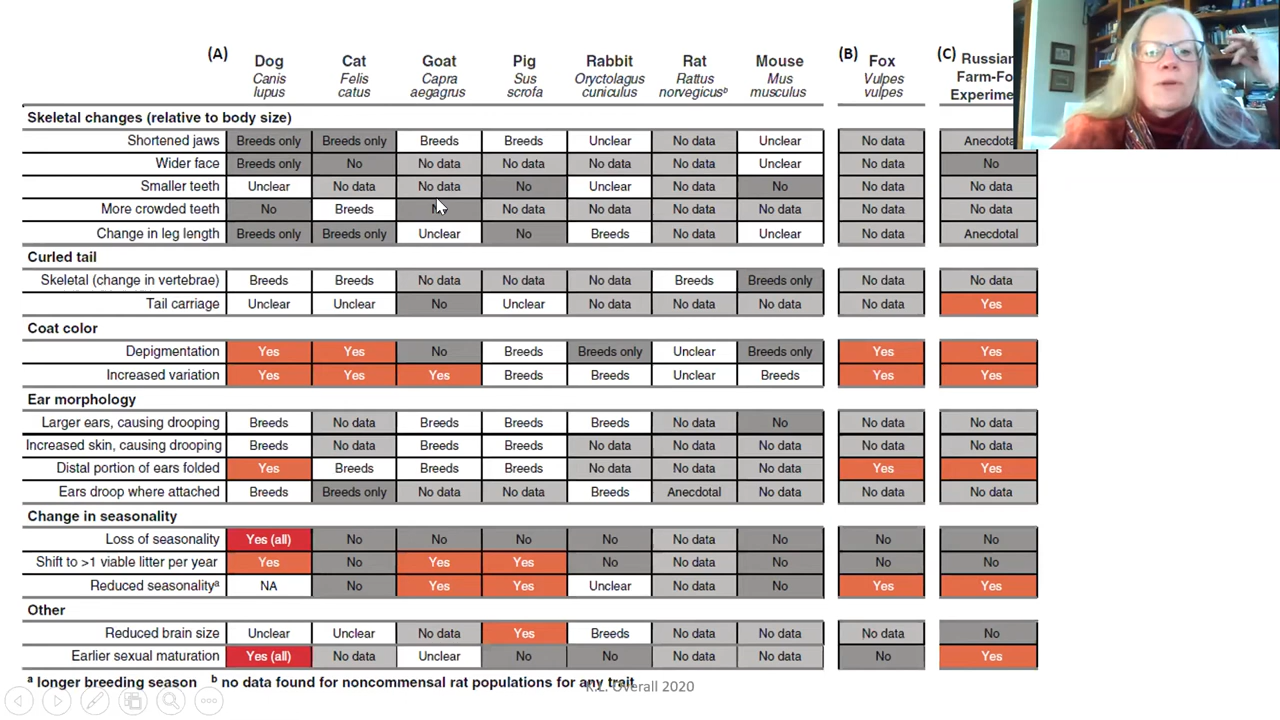 (A) Dog Cat Goat Pig Rabbit Rat Mouse (B) Fox (C) Russian
Canis Felis Capra Sus Oryctolagus Rattus Mus Vulpes Farm-Fo
lupus catus aegagrus scrofa cuniculus norvegicusb musculus vulpes Experime
Skeletal changes (relative to body size)
Shortened jaws Breeds only Breeds only Breeds Breeds Unclear No data Unclear No data Anecdota
Wider face Breeds only No No data No data No data No data Unclear No data No
Smaller teeth Unclear No data No data No Unclear No data No No data No data
More crowded teeth No Breeds No data No data No data No data No data No data
Change in leg length Breeds only Breeds only Unclear No Breeds No data Unclear No data Anecdotal
Curled tail
Skeletal (change in vertebrae) Breeds Breeds No data No data No data Breeds Breeds only No data No data
Tail carriage Unclear Unclear No Unclear No data No data No data No data Yes
Coat color
Depigmentation Yes Yes No Breeds Breeds only Unclear Breeds only Yes Yes
Increased variation Yes Yes Yes Breeds Breeds Unclear Breeds Yes Yes
Ear morphology
Larger ears, causing drooping Breeds No data Breeds Breeds Breeds No data No No data No data
Increased skin, causing drooping Breeds No data Breeds Breeds No data No data No data No data No data
Distal portion of ears folded Yes Breeds Breeds Breeds No data No data No data Yes Yes
Ears droop where attached Breeds Breeds only No data No data Breeds Anecdotal No data No data No data
Change in seasonality
Loss of seasonality Yes (all) No No No No No data No No No
Shift to >1 viable litter per year Yes No Yes Yes No No data No No No
Reduced seasonalitya NA No Yes Yes Unclear No data No Yes Yes
Other
Reduced brain size Unclear Unclear No data Yes Breeds No data No data No data No
Earlier sexual maturation Yes (all) No data Unclear No No No data No data No Yes
a longer breeding season b no data found for noncommensal rat populations for any trait
K.L. Overall 2020